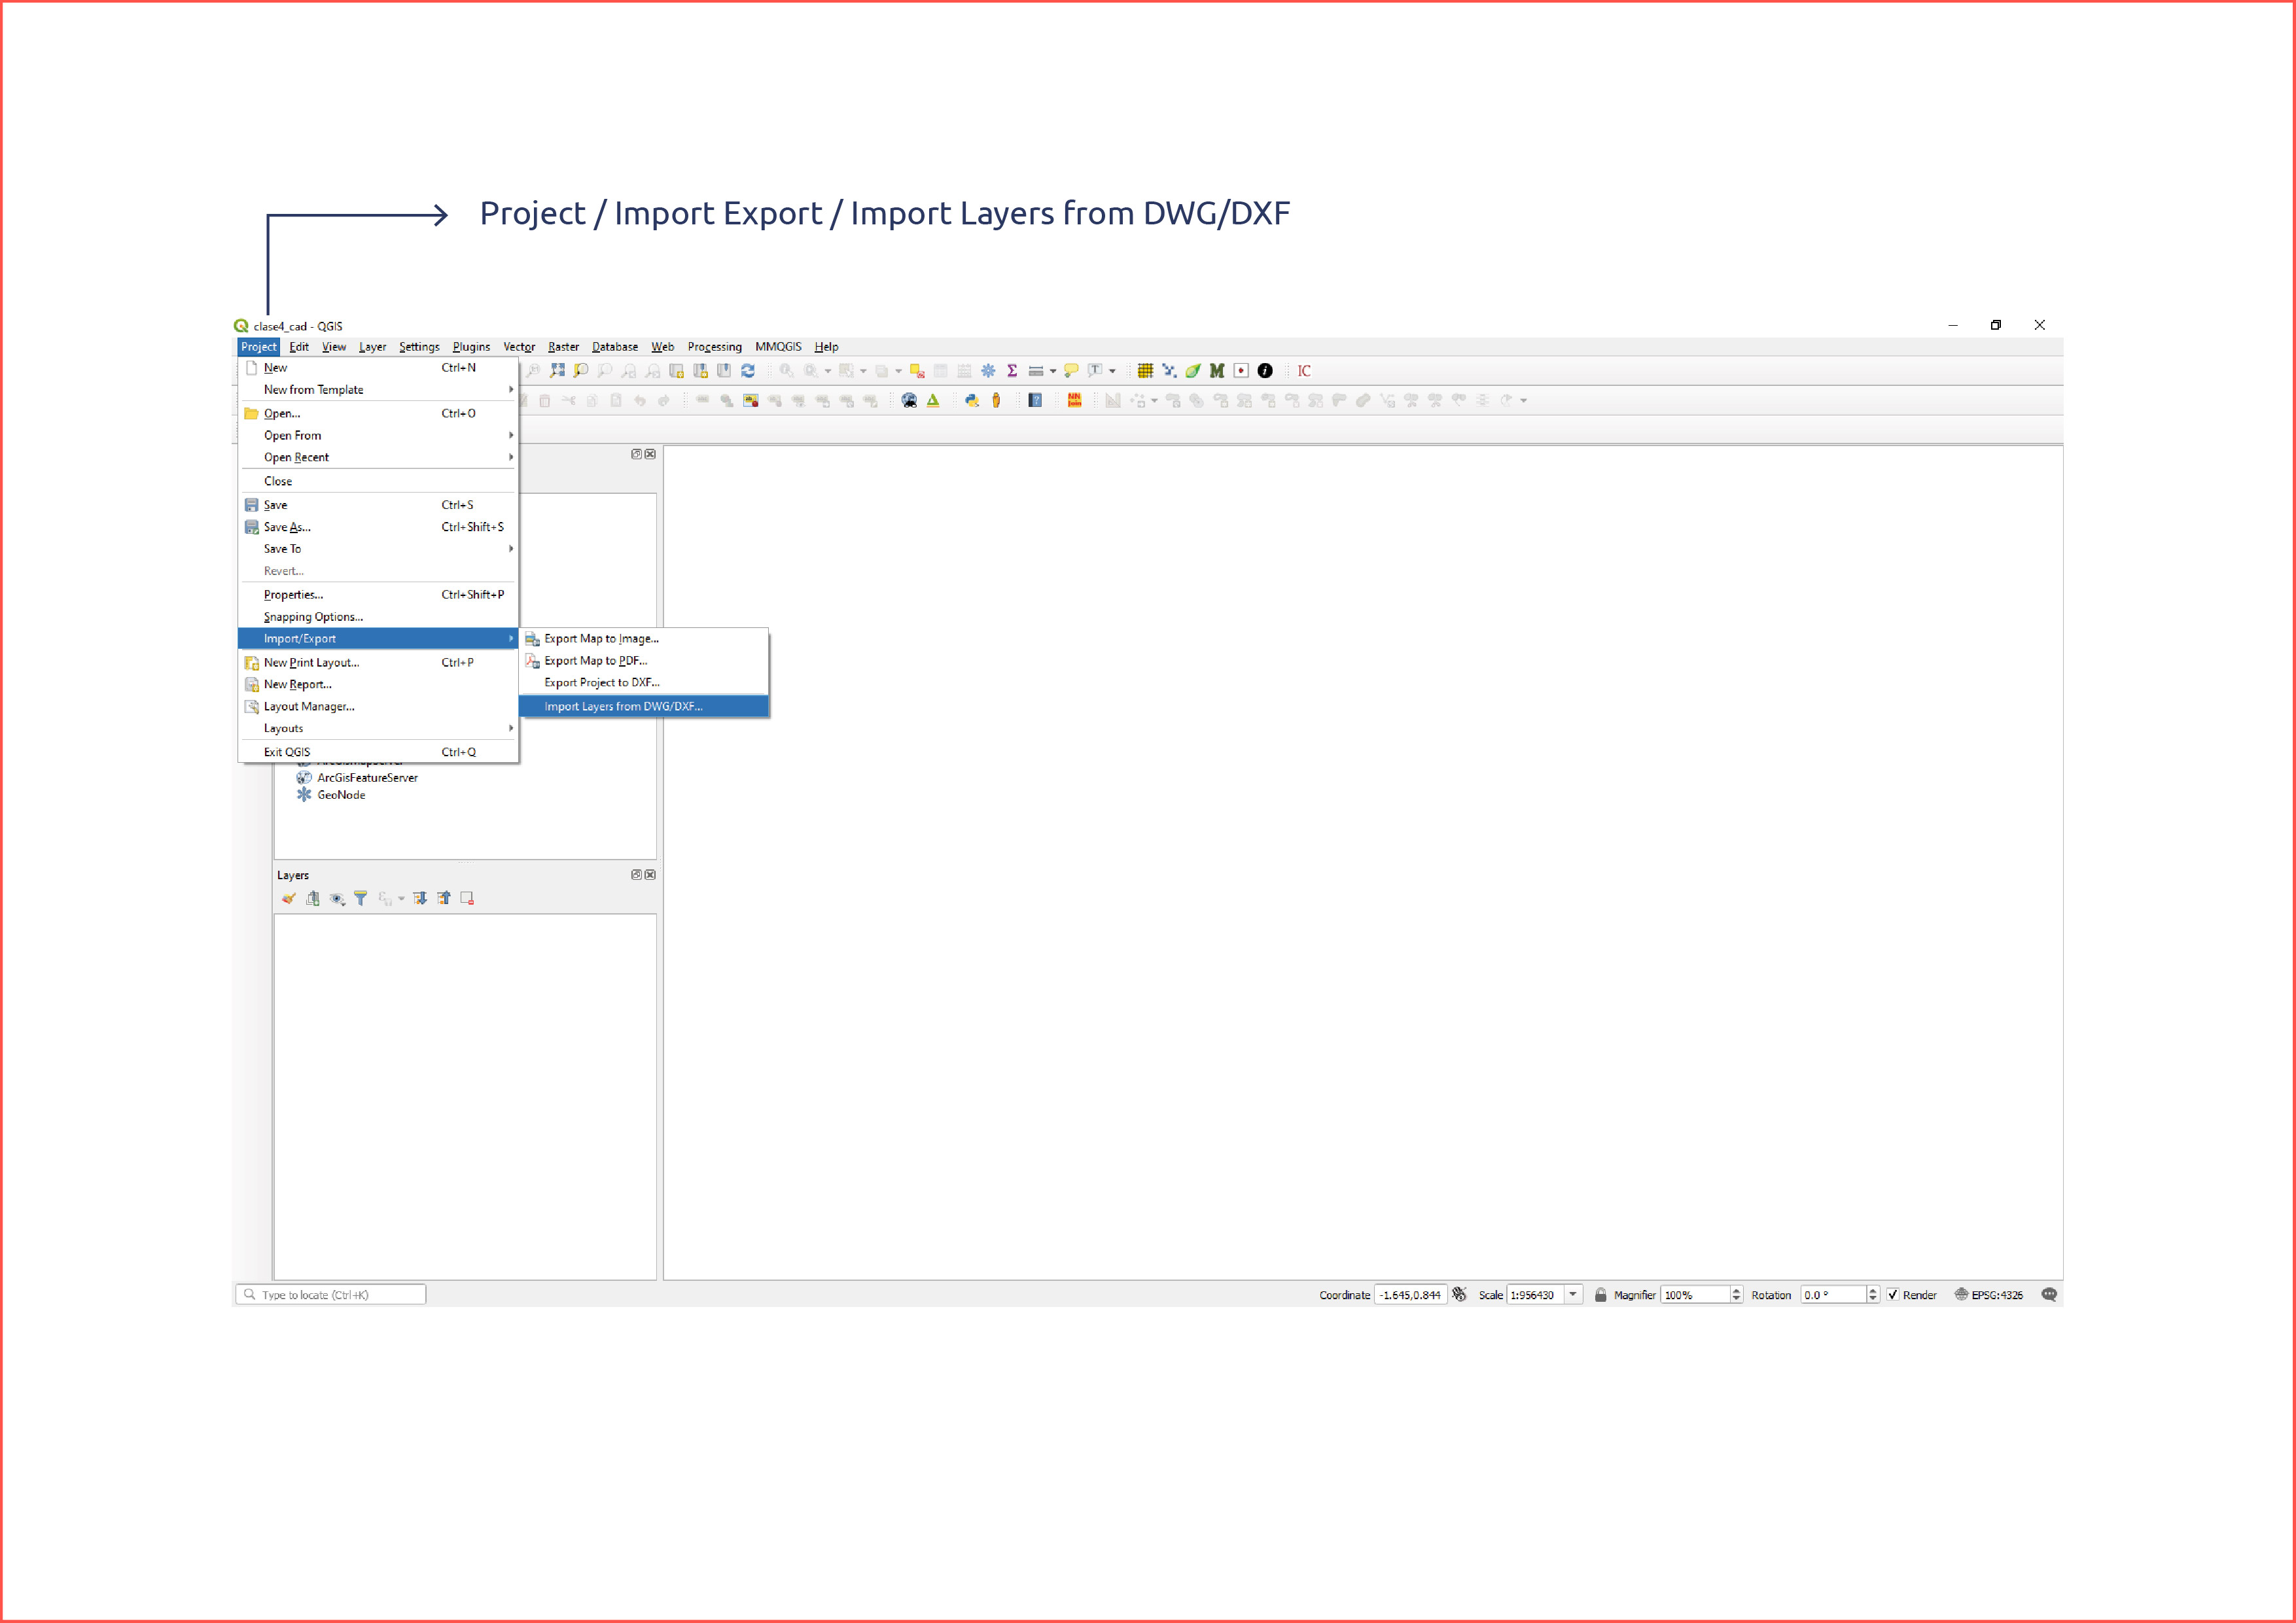 Project / Import Export / Import Layers from DWG/DXF
clase4_cad - QGIS
Project Edit View Layer Settings Plugins Vector Raster Database Web Processing MMQGIS Help
New Ctrl+N
New from Template
Open... Ctrl+O
Open From
Open Recent
Close
Save Ctrl+S
Save As... Ctrl+Shift+S
Save To
Revert...
Properties... Ctrl+Shift+P
Snapping Options...
Import/Export
New Print Layout... Ctrl+P
New Report...
Layout Manager...
Layouts
Exit QGIS Ctrl+Q
Export Map to Image...
Export Map to PDF...
Export Project to DXF...
Import Layers from DWG/DXF...
IC
ArcGisFeatureServer
GeoNode
Layers
Type to locate (Ctrl+K)
Coordinate -1.645,0.844 Scale 1:956430 Magnifier 100% Rotation 0.0 ° Render EPSG:4326